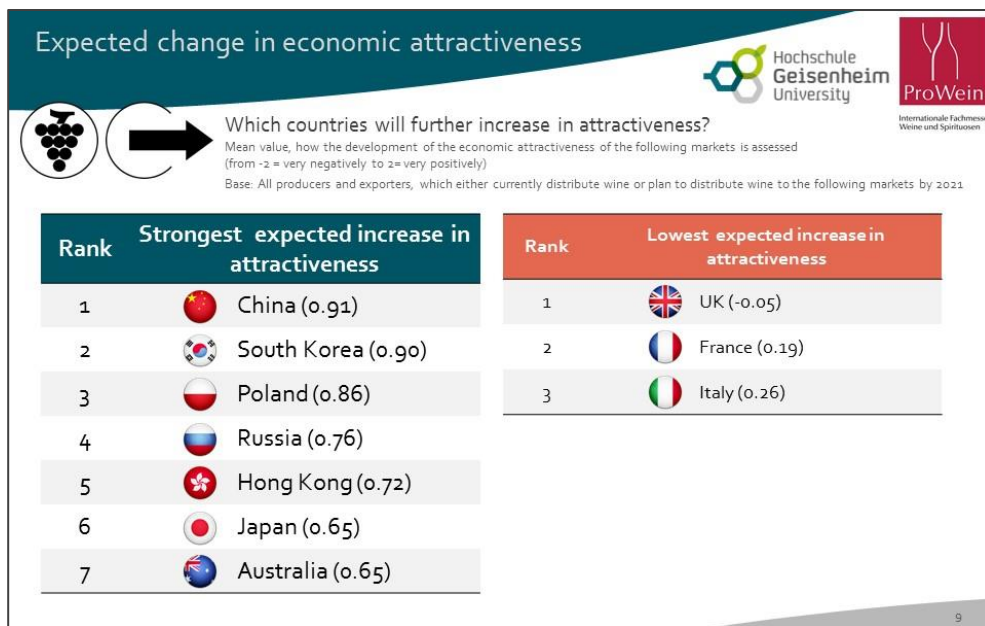 Expected change in economic attractiveness
Hochschule
Geisenheim
University
ProWein
Internationale Fachmesse
Weine und Spirituosen
Which countries will further increase in attractiveness?
Mean value, how the development of the economic attractiveness of the following markets is assessed
(from -2 = very negatively to 2= very positively)
Base: All producers and exporters, which either currently distribute wine or plan to distribute wine to the following markets by 2021
Rank
Strongest expected increase in
attractiveness
1 China (0.91)
2 South Korea (0.90)
3 Poland (0.86)
4 Russia (0.76)
5 Hong Kong (0.72)
6 Japan (0.65)
7 Australia (0.65)
Rank
Lowest expected increase in
attractiveness
1 UK (-0.05)
2 France (0.19)
3 Italy (0.26)
9